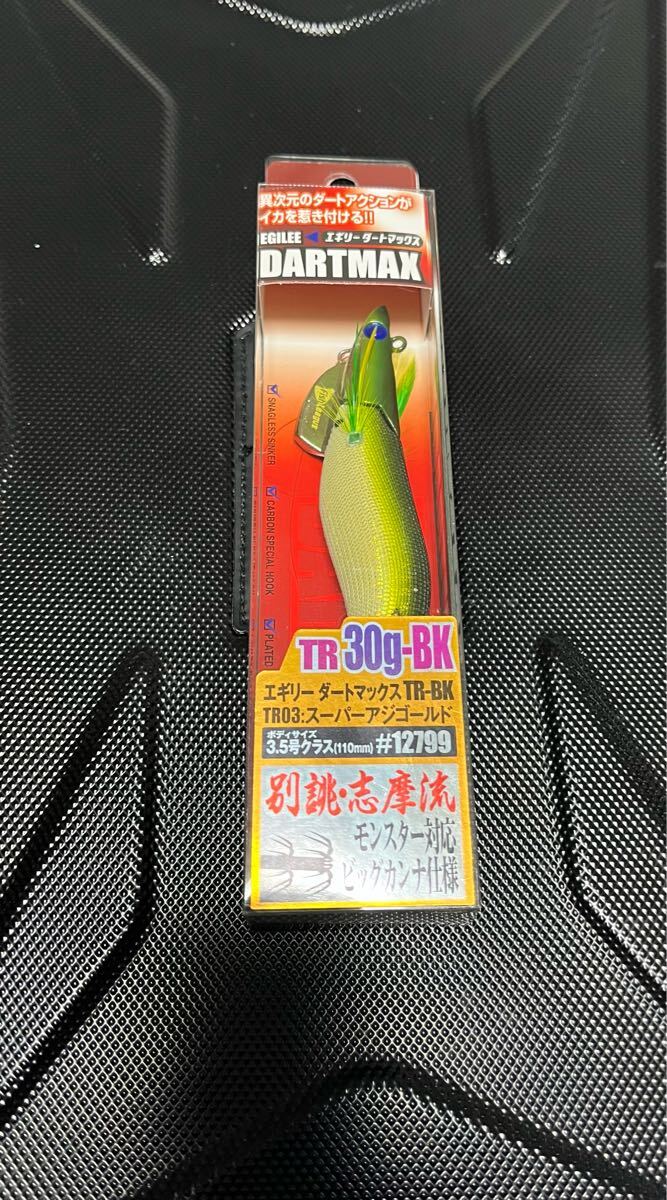 異次元のダートアクションが
イカを惹き付ける!!
EGILEE ◀ エギリー ダートマックス
DARTMAX
SNAGLESS SINKER
CARBON SPECIAL HOOK
PLATED
TR 30g-BK
エギリー ダートマックス TR-BK
TR03:スーパーアジゴールド
ボディサイズ
3.5号クラス(110mm) #12799
別誂・志摩流
モンスター対応
ビッグカンナ仕様